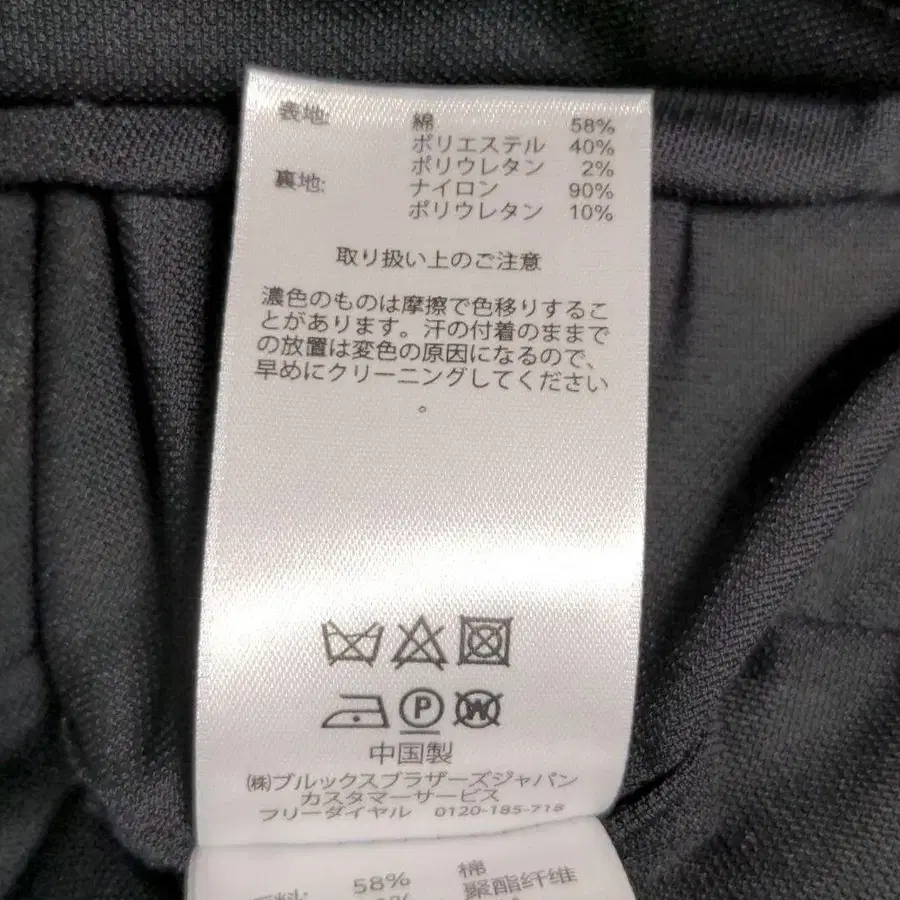 表地: 綿 58%
ポリエステル 40%
ポリウレタン 2%
裏地: ナイロン 90%
ポリウレタン 10%
取り扱い上のご注意
濃色のものは摩擦で色移りするこ
とがあります。汗の付着のままで
の放置は変色の原因になるので、
早めにクリーニングしてください
。
P W
中国製
(株)ブルックスブラザーズジャパン
カスタマーサービス
フリーダイヤル 0120-185-718
58% 棉
聚酯纤维